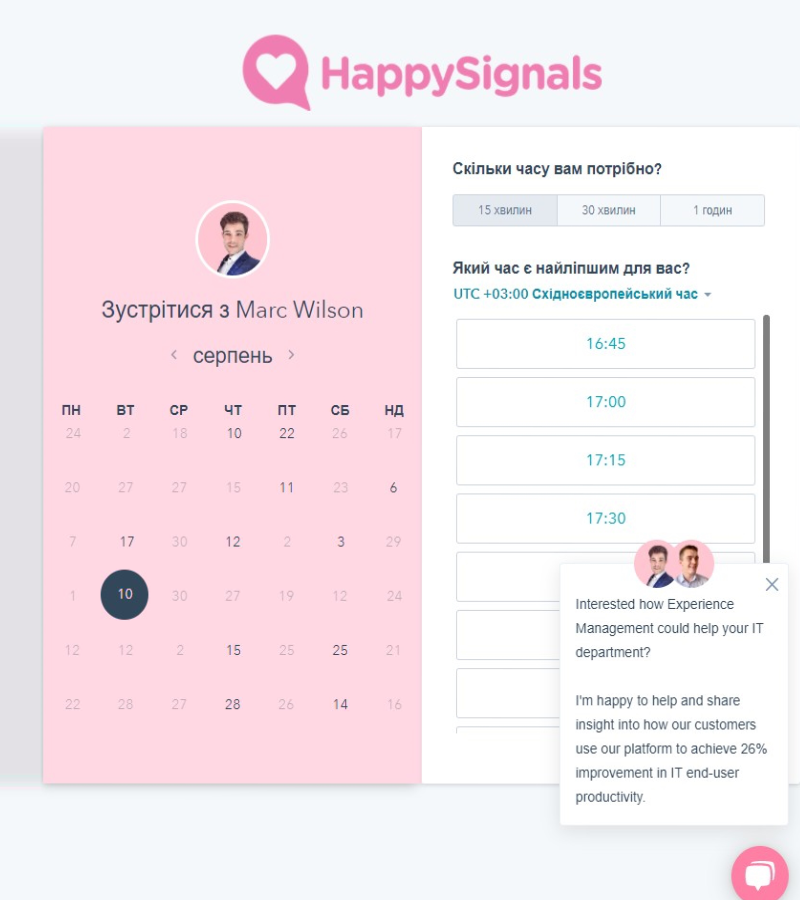 HappySignals
Зустрітися з Marc Wilson
серпень
ПН ВТ СР ЧТ ПТ СБ НД
24 2 18 10 22 26 17
20 27 27 15 11 23 6
7 17 30 12 2 3 29
1 10 30 27 19 12 24
12 12 2 15 25 25 21
22 28 27 28 26 14 16
Скільки часу вам потрібно?
15 хвилин 30 хвилин 1 годин
Який час є найліпшим для вас?
UTC +03:00 Східноєвропейський час
16:45
17:00
17:15
17:30
Interested how Experience
Management could help your IT
department?
I'm happy to help and share
insight into how our customers
use our platform to achieve 26%
improvement in IT end-user
productivity.